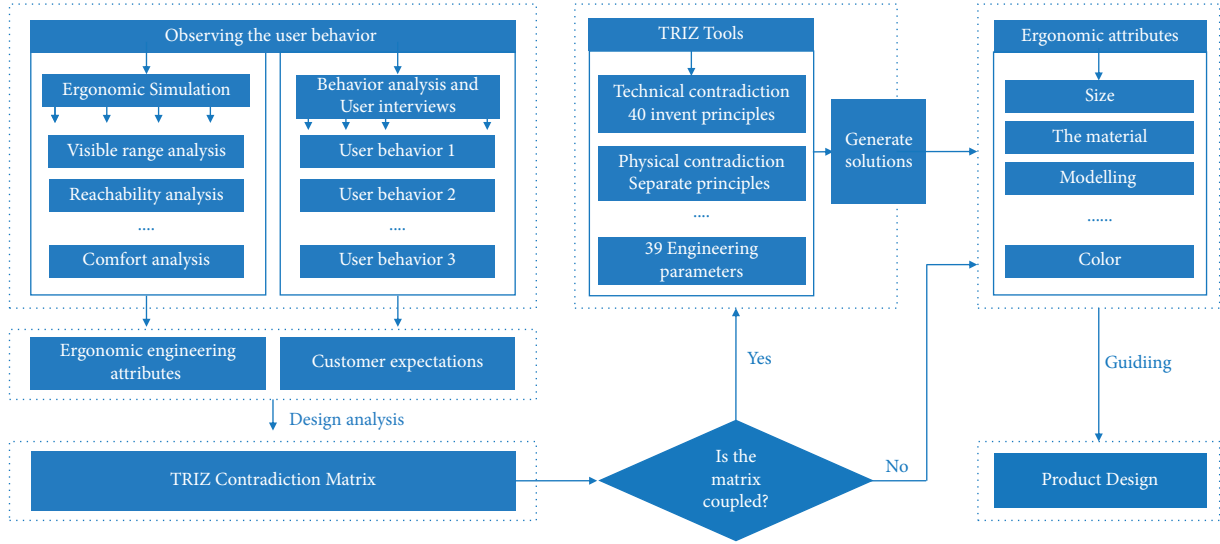 Observing the user behavior
Ergonomic Simulation
Visible range analysis
Reachability analysis
....
Comfort analysis
Behavior analysis and
User interviews
User behavior 1
User behavior 2
....
User behavior 3
Ergonomic engineering
attributes
Customer expectations
Design analysis
TRIZ Contradiction Matrix
Is the
matrix
coupled?
Yes
No
TRIZ Tools
Technical contradiction
40 invent principles
Physical contradiction
Separate principles
....
39 Engineering
parameters
Generate
solutions
Ergonomic attributes
Size
The material
Modelling
......
Color
Guidiing
Product Design